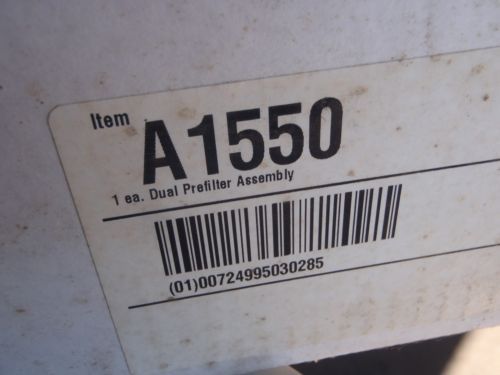 Item A1550
1 ea. Dual Prefilter Assembly
(01)00724995030285